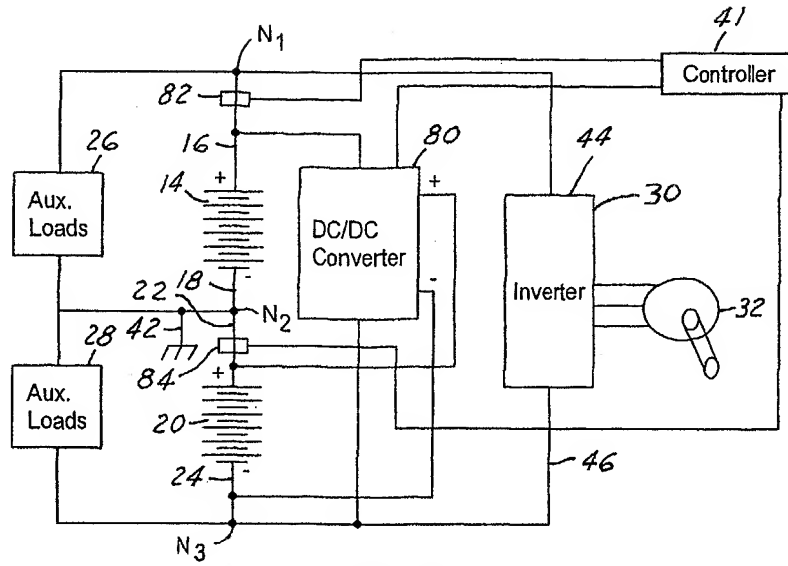 N1
41
Controller
82
16
80
26
44
+
14
+
30
Aux.
Loads
DC/DC
Converter
-
18
-
Inverter
22
N2
32
42
28
84
+
Aux.
Loads
20
46
24
-
N3